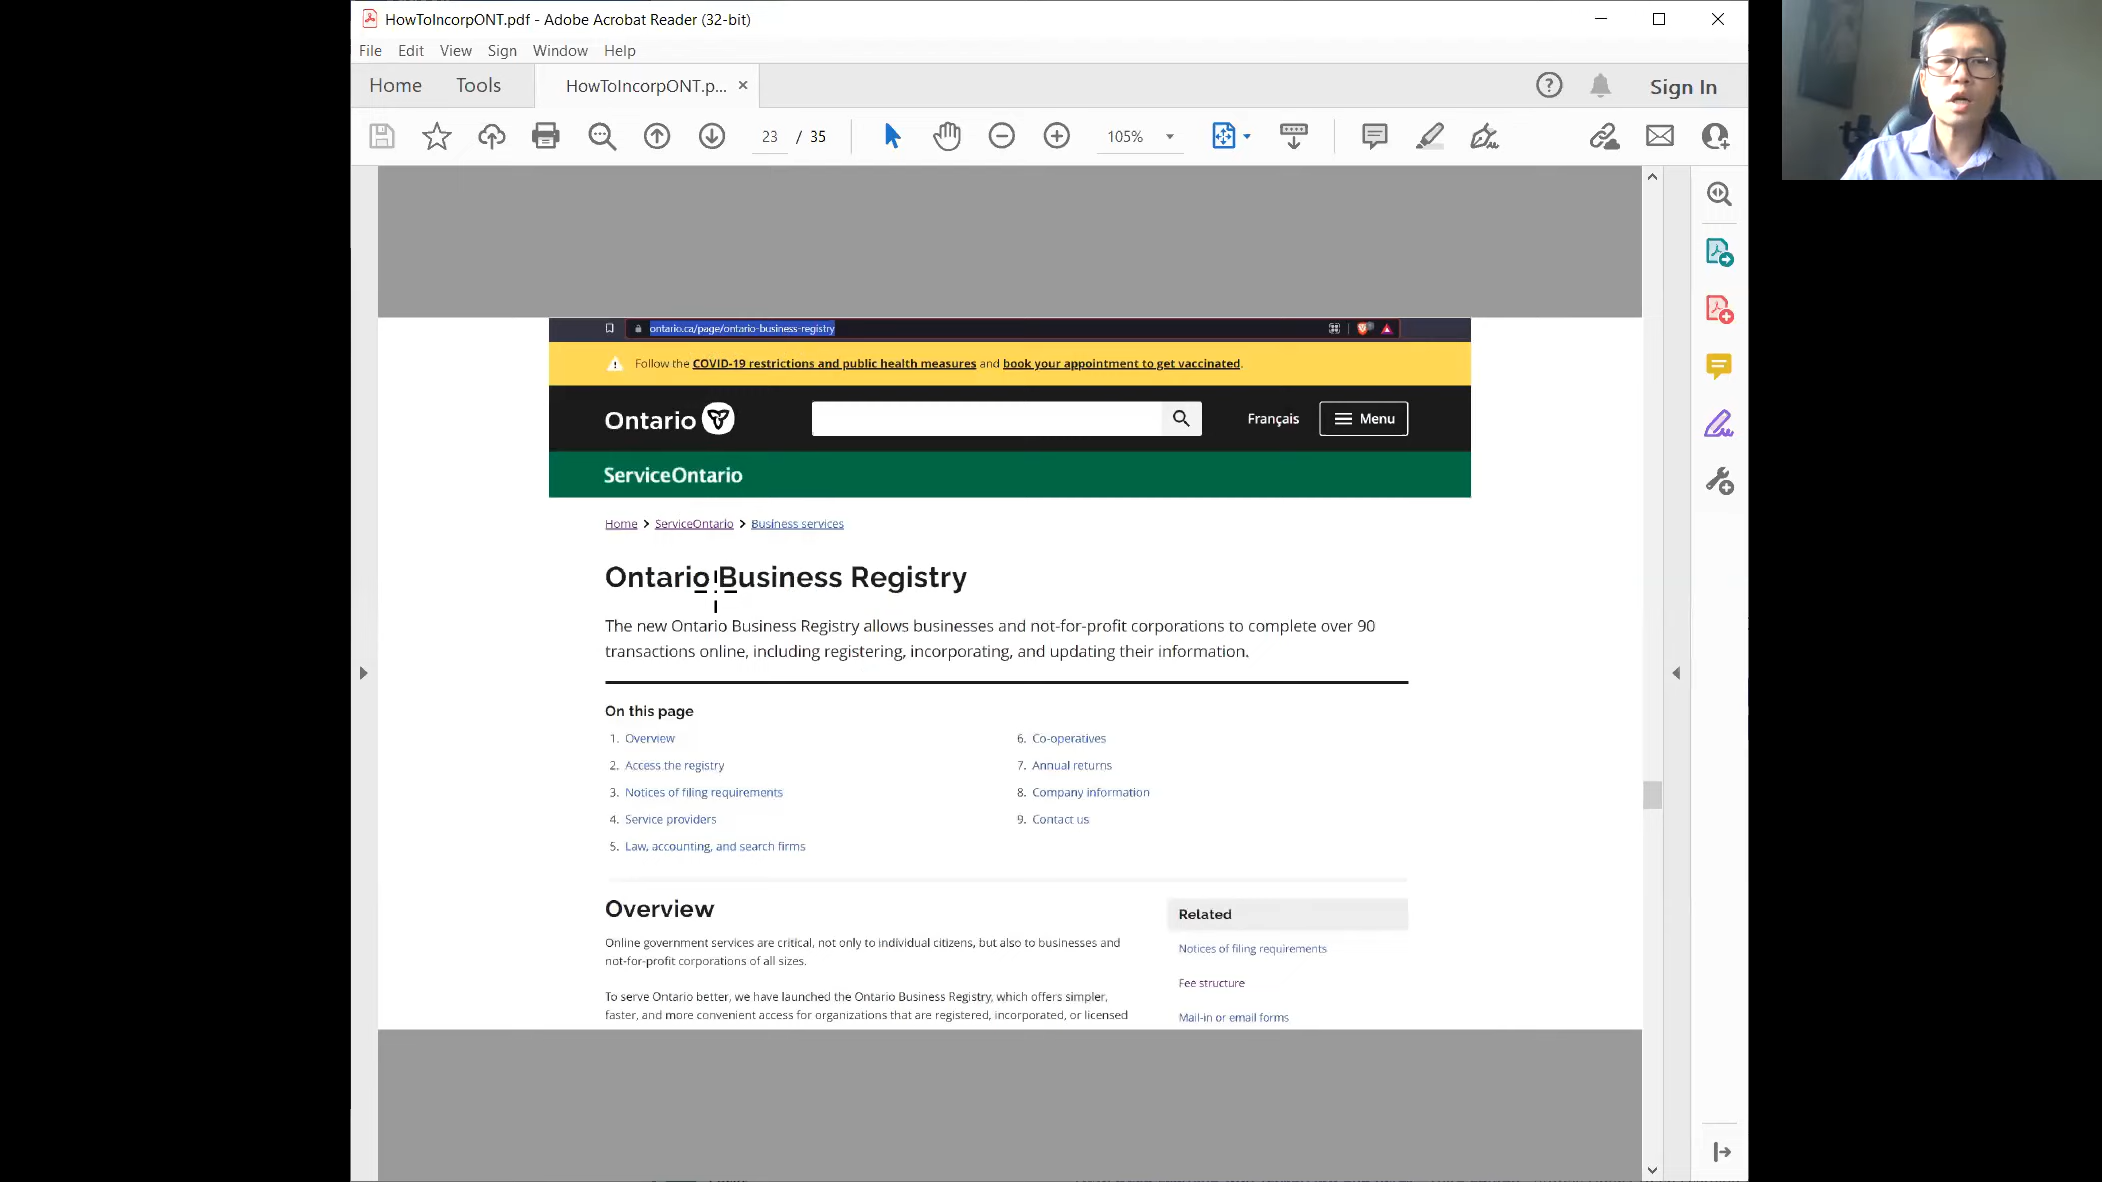 HowToIncorpONT.pdf - Adobe Acrobat Reader (32-bit)
File Edit View Sign Window Help
Home Tools HowToIncorpONT.p... Sign In
23 / 35 105%
ontario.ca/page/ontario-business-registry
Follow the COVID-19 restrictions and public health measures and book your appointment to get vaccinated.
Ontario Français Menu
ServiceOntario
Home > ServiceOntario > Business services
Ontario Business Registry
The new Ontario Business Registry allows businesses and not-for-profit corporations to complete over 90
transactions online, including registering, incorporating, and updating their information.
On this page
1. Overview
2. Access the registry
3. Notices of filing requirements
4. Service providers
5. Law, accounting, and search firms
6. Co-operatives
7. Annual returns
8. Company information
9. Contact us
Overview
Online government services are critical, not only to individual citizens, but also to businesses and
not-for-profit corporations of all sizes.
To serve Ontario better, we have launched the Ontario Business Registry, which offers simpler,
faster, and more convenient access for organizations that are registered, incorporated, or licensed
Related
Notices of filing requirements
Fee structure
Mail-in or email forms